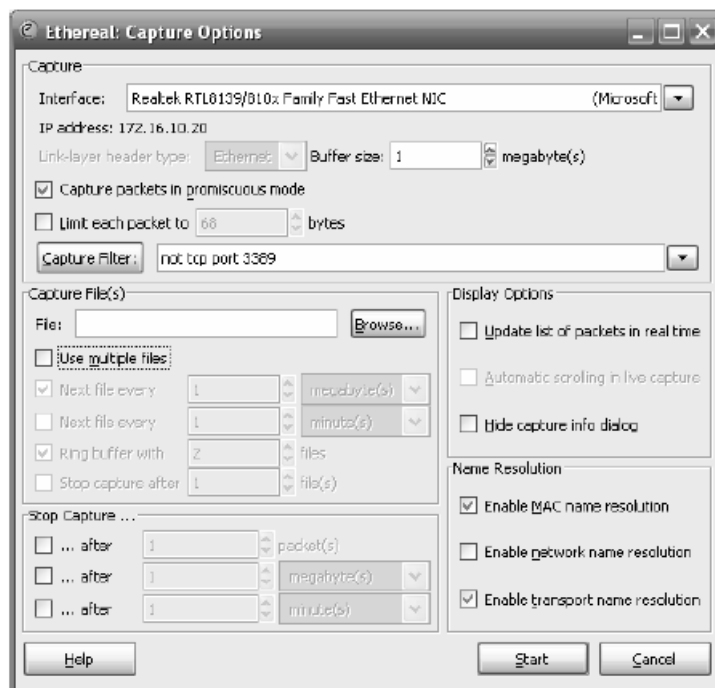 Ethereal: Capture Options
Capture
Interface: Realtek RTL8139/810x Family Fast Ethernet NIC (Microsoft
IP address: 172.16.10.20
Link-layer header type: Ethernet Buffer size: 1 megabyte(s)
Capture packets in promiscuous mode
Limit each packet to 68 bytes
Capture Filter: not tcp port 3389
Capture File(s)
File: Browse...
Use multiple files
Next file every 1 megabyte(s)
Next file every 1 minute(s)
Ring buffer with 2 files
Stop capture after 1 file(s)
Stop Capture ...
... after 1 packet(s)
... after 1 megabyte(s)
... after 1 minute(s)
Display Options
Update list of packets in real time
Automatic scrolling in live capture
Hide capture info dialog
Name Resolution
Enable MAC name resolution
Enable network name resolution
Enable transport name resolution
Help Start Cancel